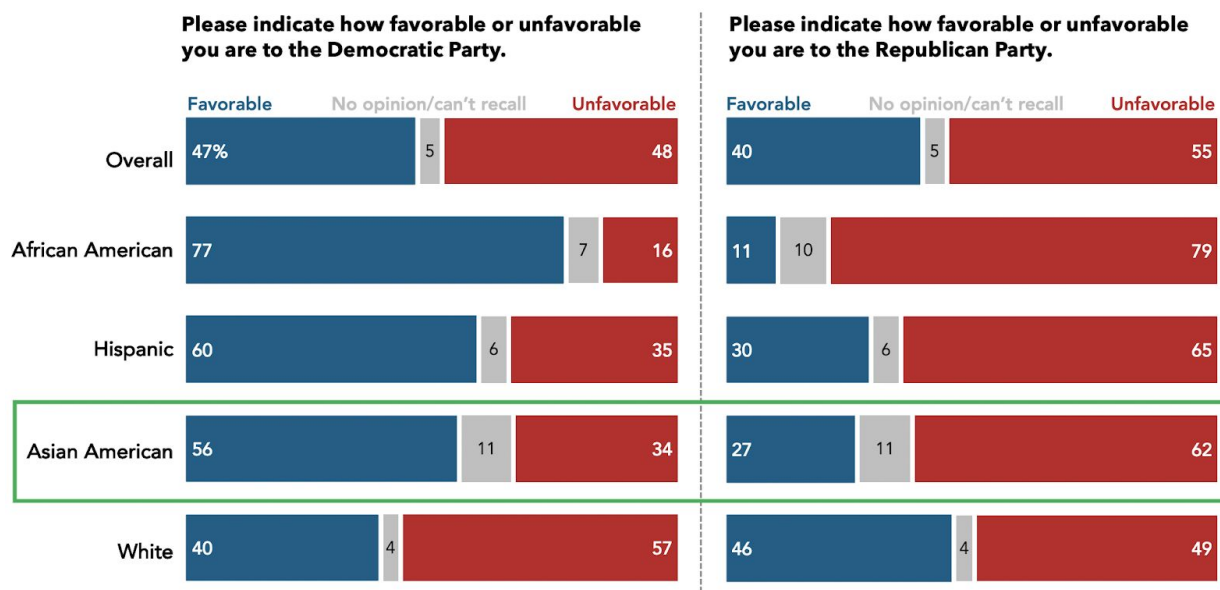 Please indicate how favorable or unfavorable
you are to the Democratic Party.
Please indicate how favorable or unfavorable
you are to the Republican Party.
Favorable No opinion/can't recall Unfavorable Favorable No opinion/can't recall Unfavorable
Overall 47% 5 48 40 5 55
African American 77 7 16 11 10 79
Hispanic 60 6 35 30 6 65
Asian American 56 11 34 27 11 62
White 40 4 57 46 4 49